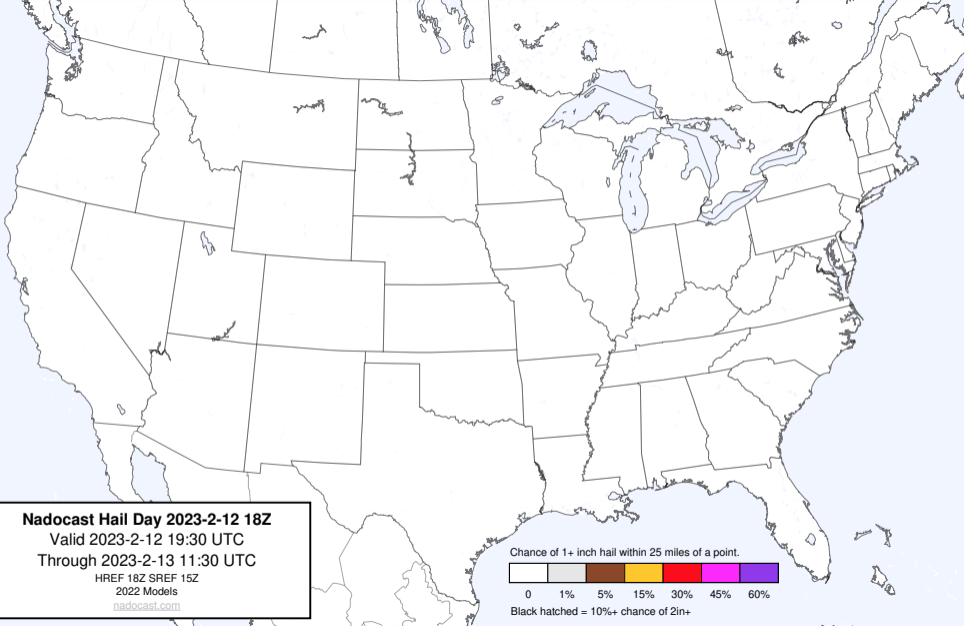 Nadocast Hail Day 2023-2-12 18Z
Valid 2023-2-12 19:30 UTC
Through 2023-2-13 11:30 UTC
HREF 18Z SREF 15Z
2022 Models
nadocast.com
Chance of 1+ inch hail within 25 miles of a point.
0 1% 5% 15% 30% 45% 60%
Black hatched = 10%+ chance of 2in+